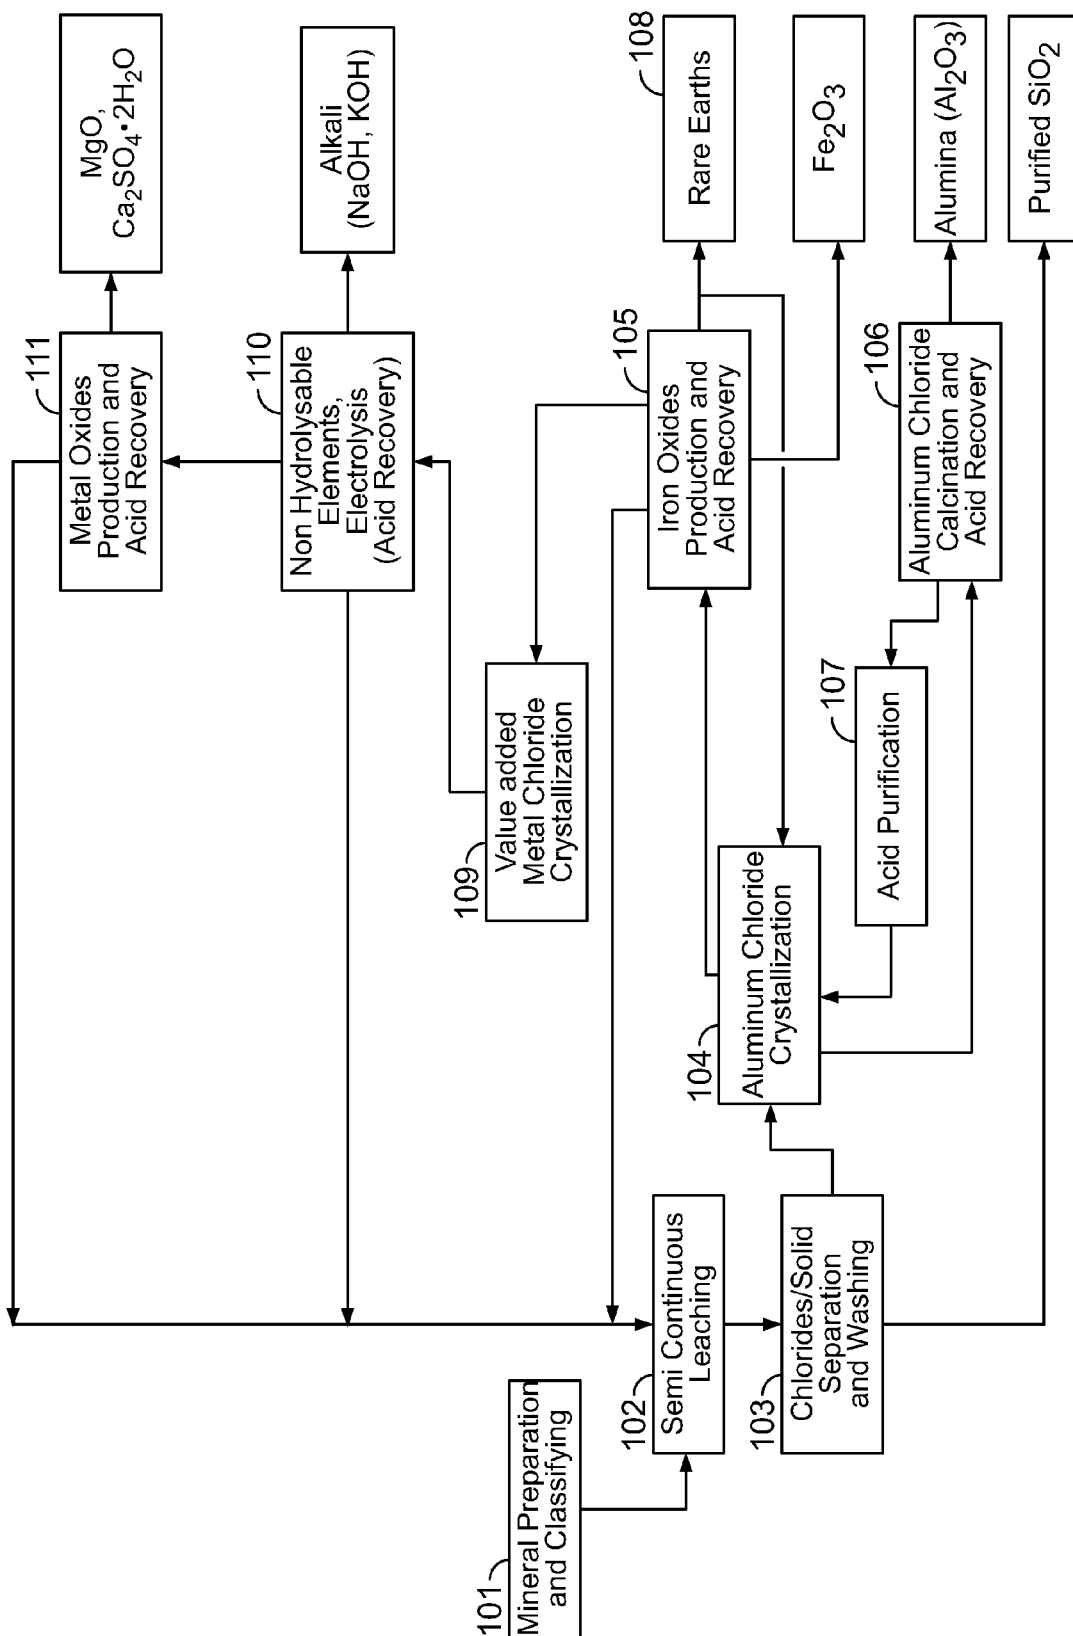 101
Mineral Preparation
and Classifying
102
Semi Continuous
Leaching
103
Chlorides/Solid
Separation
and Washing
104
Aluminum Chloride
Crystallization
105
Iron Oxides
Production and
Acid Recovery
106
Aluminum Chloride
Calcination and
Acid Recovery
107
Acid Purification
108
Rare Earths
Fe₂O₃
Alumina (Al₂O₃)
Purified SiO₂
109
Value added
Metal Chloride
Crystallization
110
Non Hydrolysable
Elements,
Electrolysis
(Acid Recovery)
Alkali
(NaOH, KOH)
111
Metal Oxides
Production and
Acid Recovery
MgO,
Ca₂SO₄•2H₂O